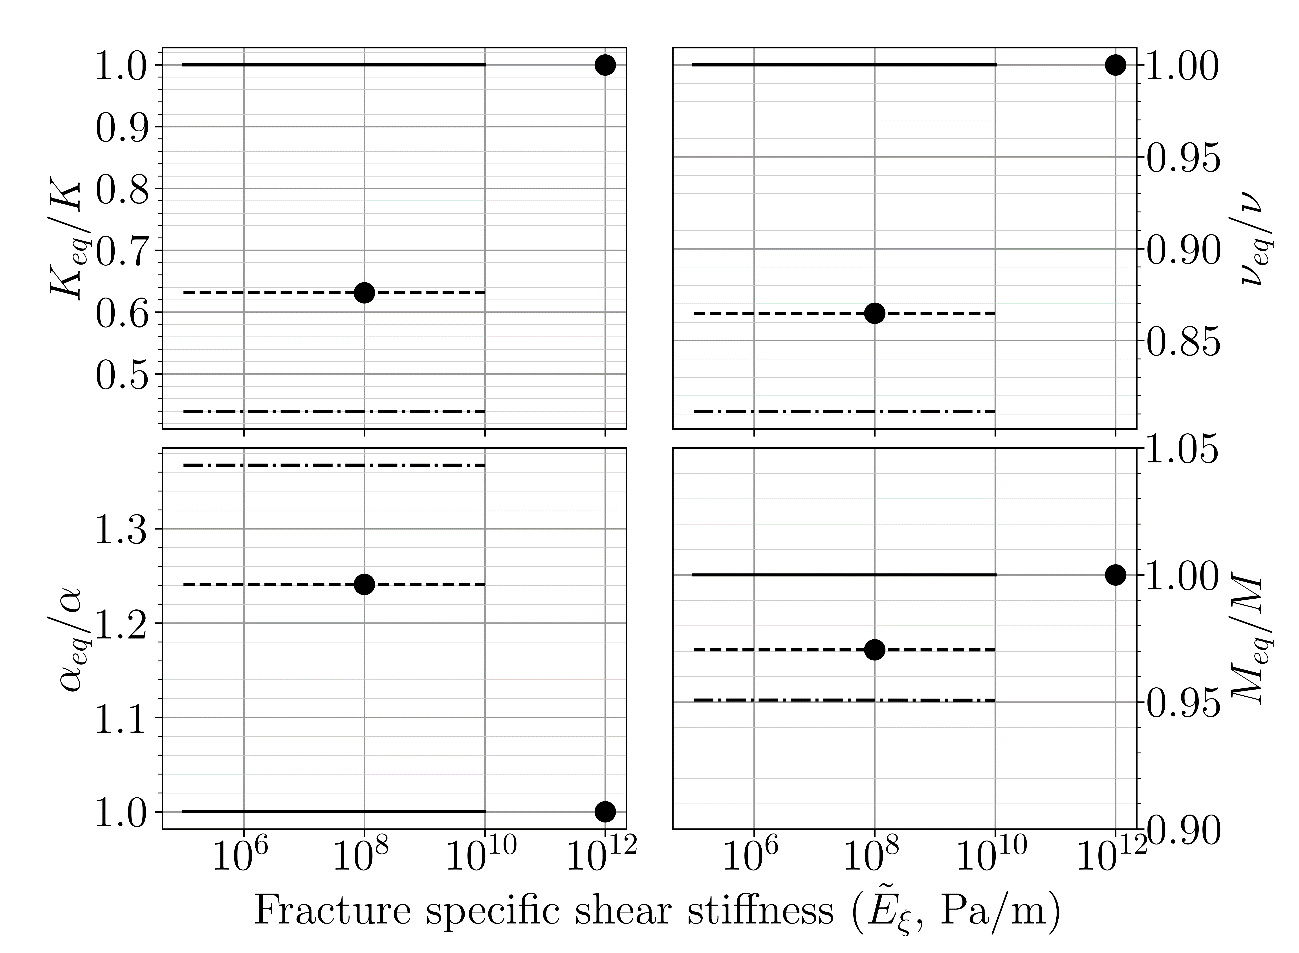 1.0
0.9
0.8
0.7
0.6
0.5
K_{eq}/K
1.00
0.95
0.90
0.85
ν_{eq}/ν
1.3
1.2
1.1
1.0
α_{eq}/α
1.05
1.00
0.95
0.90
M_{eq}/M
10^6 10^8 10^{10} 10^{12}
10^6 10^8 10^{10} 10^{12}
Fracture specific shear stiffness (Ẽ_ξ, Pa/m)